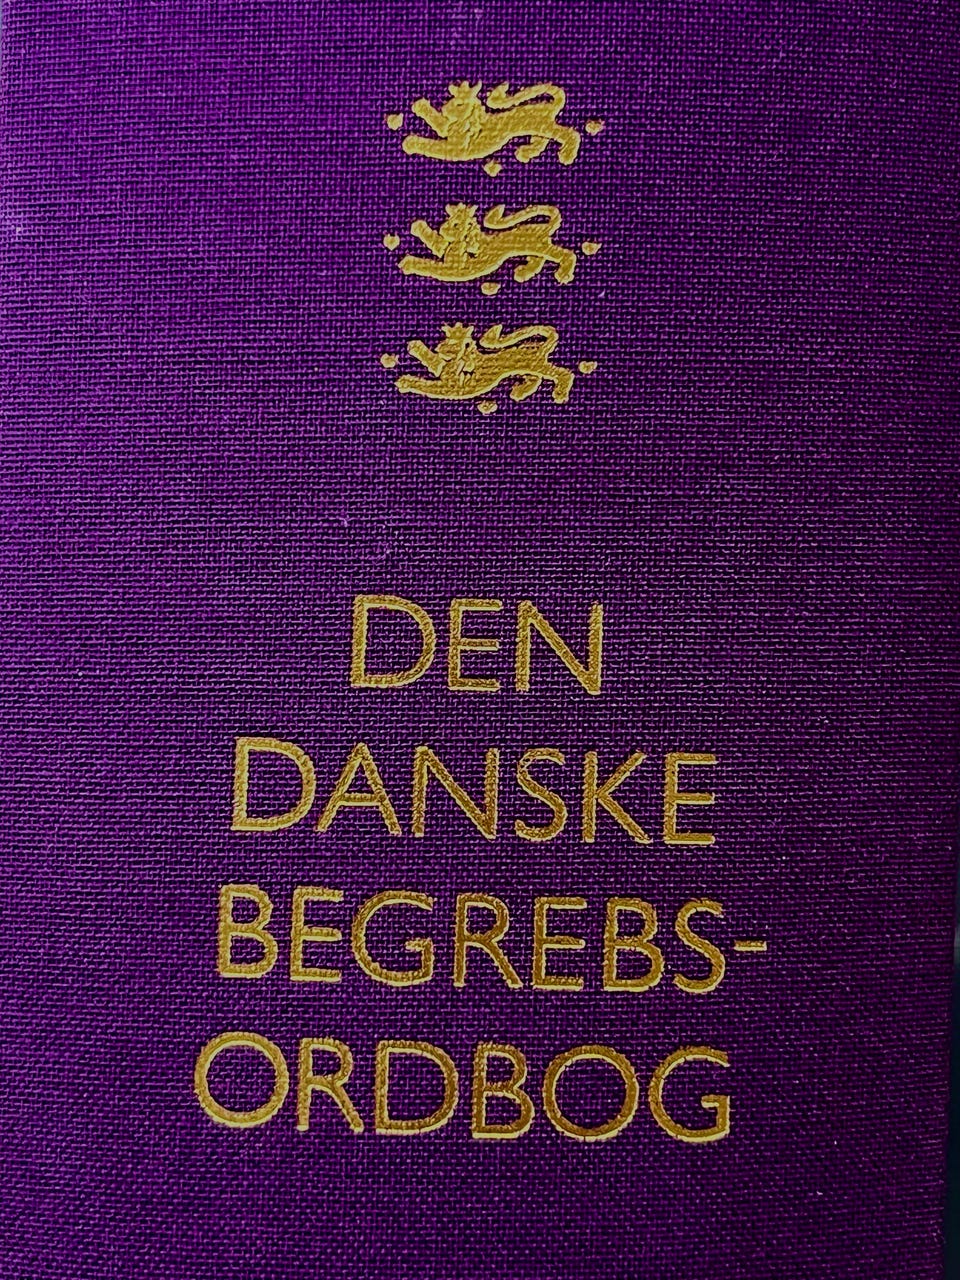 DEN
DANSKE
BEGREBS-
ORDBOG